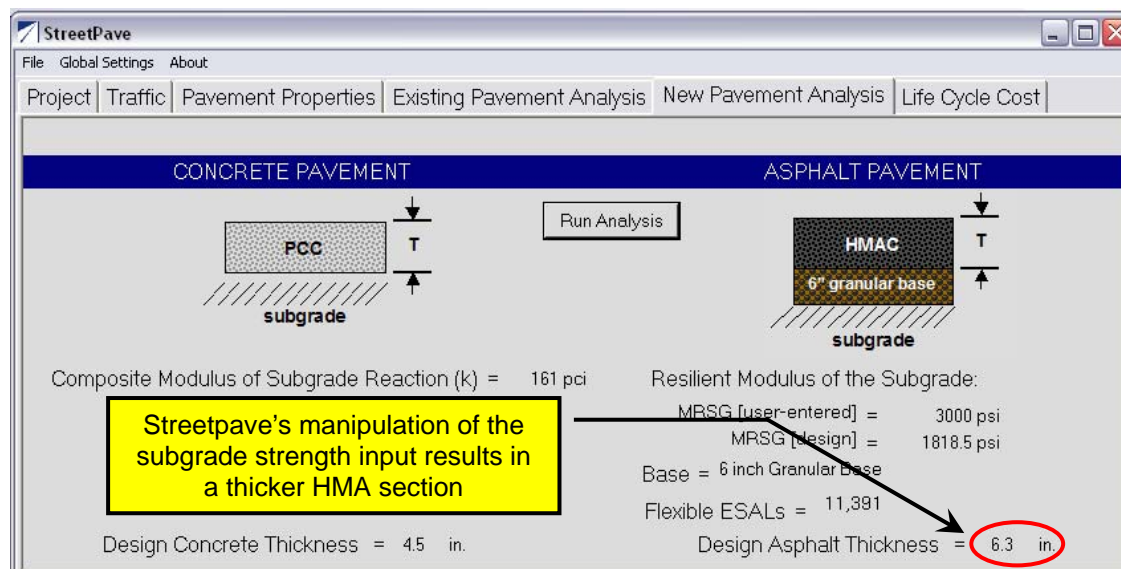 StreetPave
File Global Settings About
Project Traffic Pavement Properties Existing Pavement Analysis New Pavement Analysis Life Cycle Cost
CONCRETE PAVEMENT ASPHALT PAVEMENT
Run Analysis
PCC T HMAC T
6" granular base
subgrade subgrade
Composite Modulus of Subgrade Reaction (k) = 161 pci Resilient Modulus of the Subgrade:
Streetpave's manipulation of the
subgrade strength input results in
a thicker HMA section
MRSG [user-entered] = 3000 psi
MRSG [design] = 1818.5 psi
Base = 6 inch Granular Base
Flexible ESALs = 11,391
Design Concrete Thickness = 4.5 in. Design Asphalt Thickness = 6.3 in.